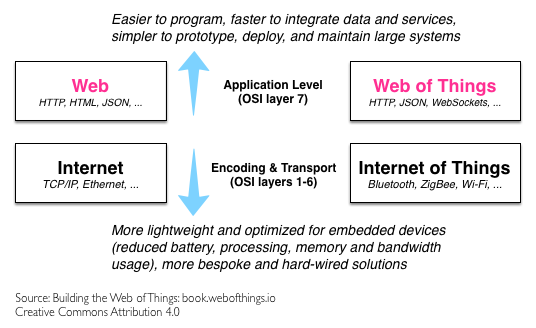 Easier to program, faster to integrate data and services,
simpler to prototype, deploy, and maintain large systems
Web
HTTP, HTML, JSON, ...
Application Level
(OSI layer 7)
Web of Things
HTTP, JSON, WebSockets, ...
Internet
TCP/IP, Ethernet, ...
Encoding & Transport
(OSI layers 1-6)
Internet of Things
Bluetooth, ZigBee, Wi-Fi, ...
More lightweight and optimized for embedded devices
(reduced battery, processing, memory and bandwidth
usage), more bespoke and hard-wired solutions
Source: Building the Web of Things: book.webofthings.io
Creative Commons Attribution 4.0